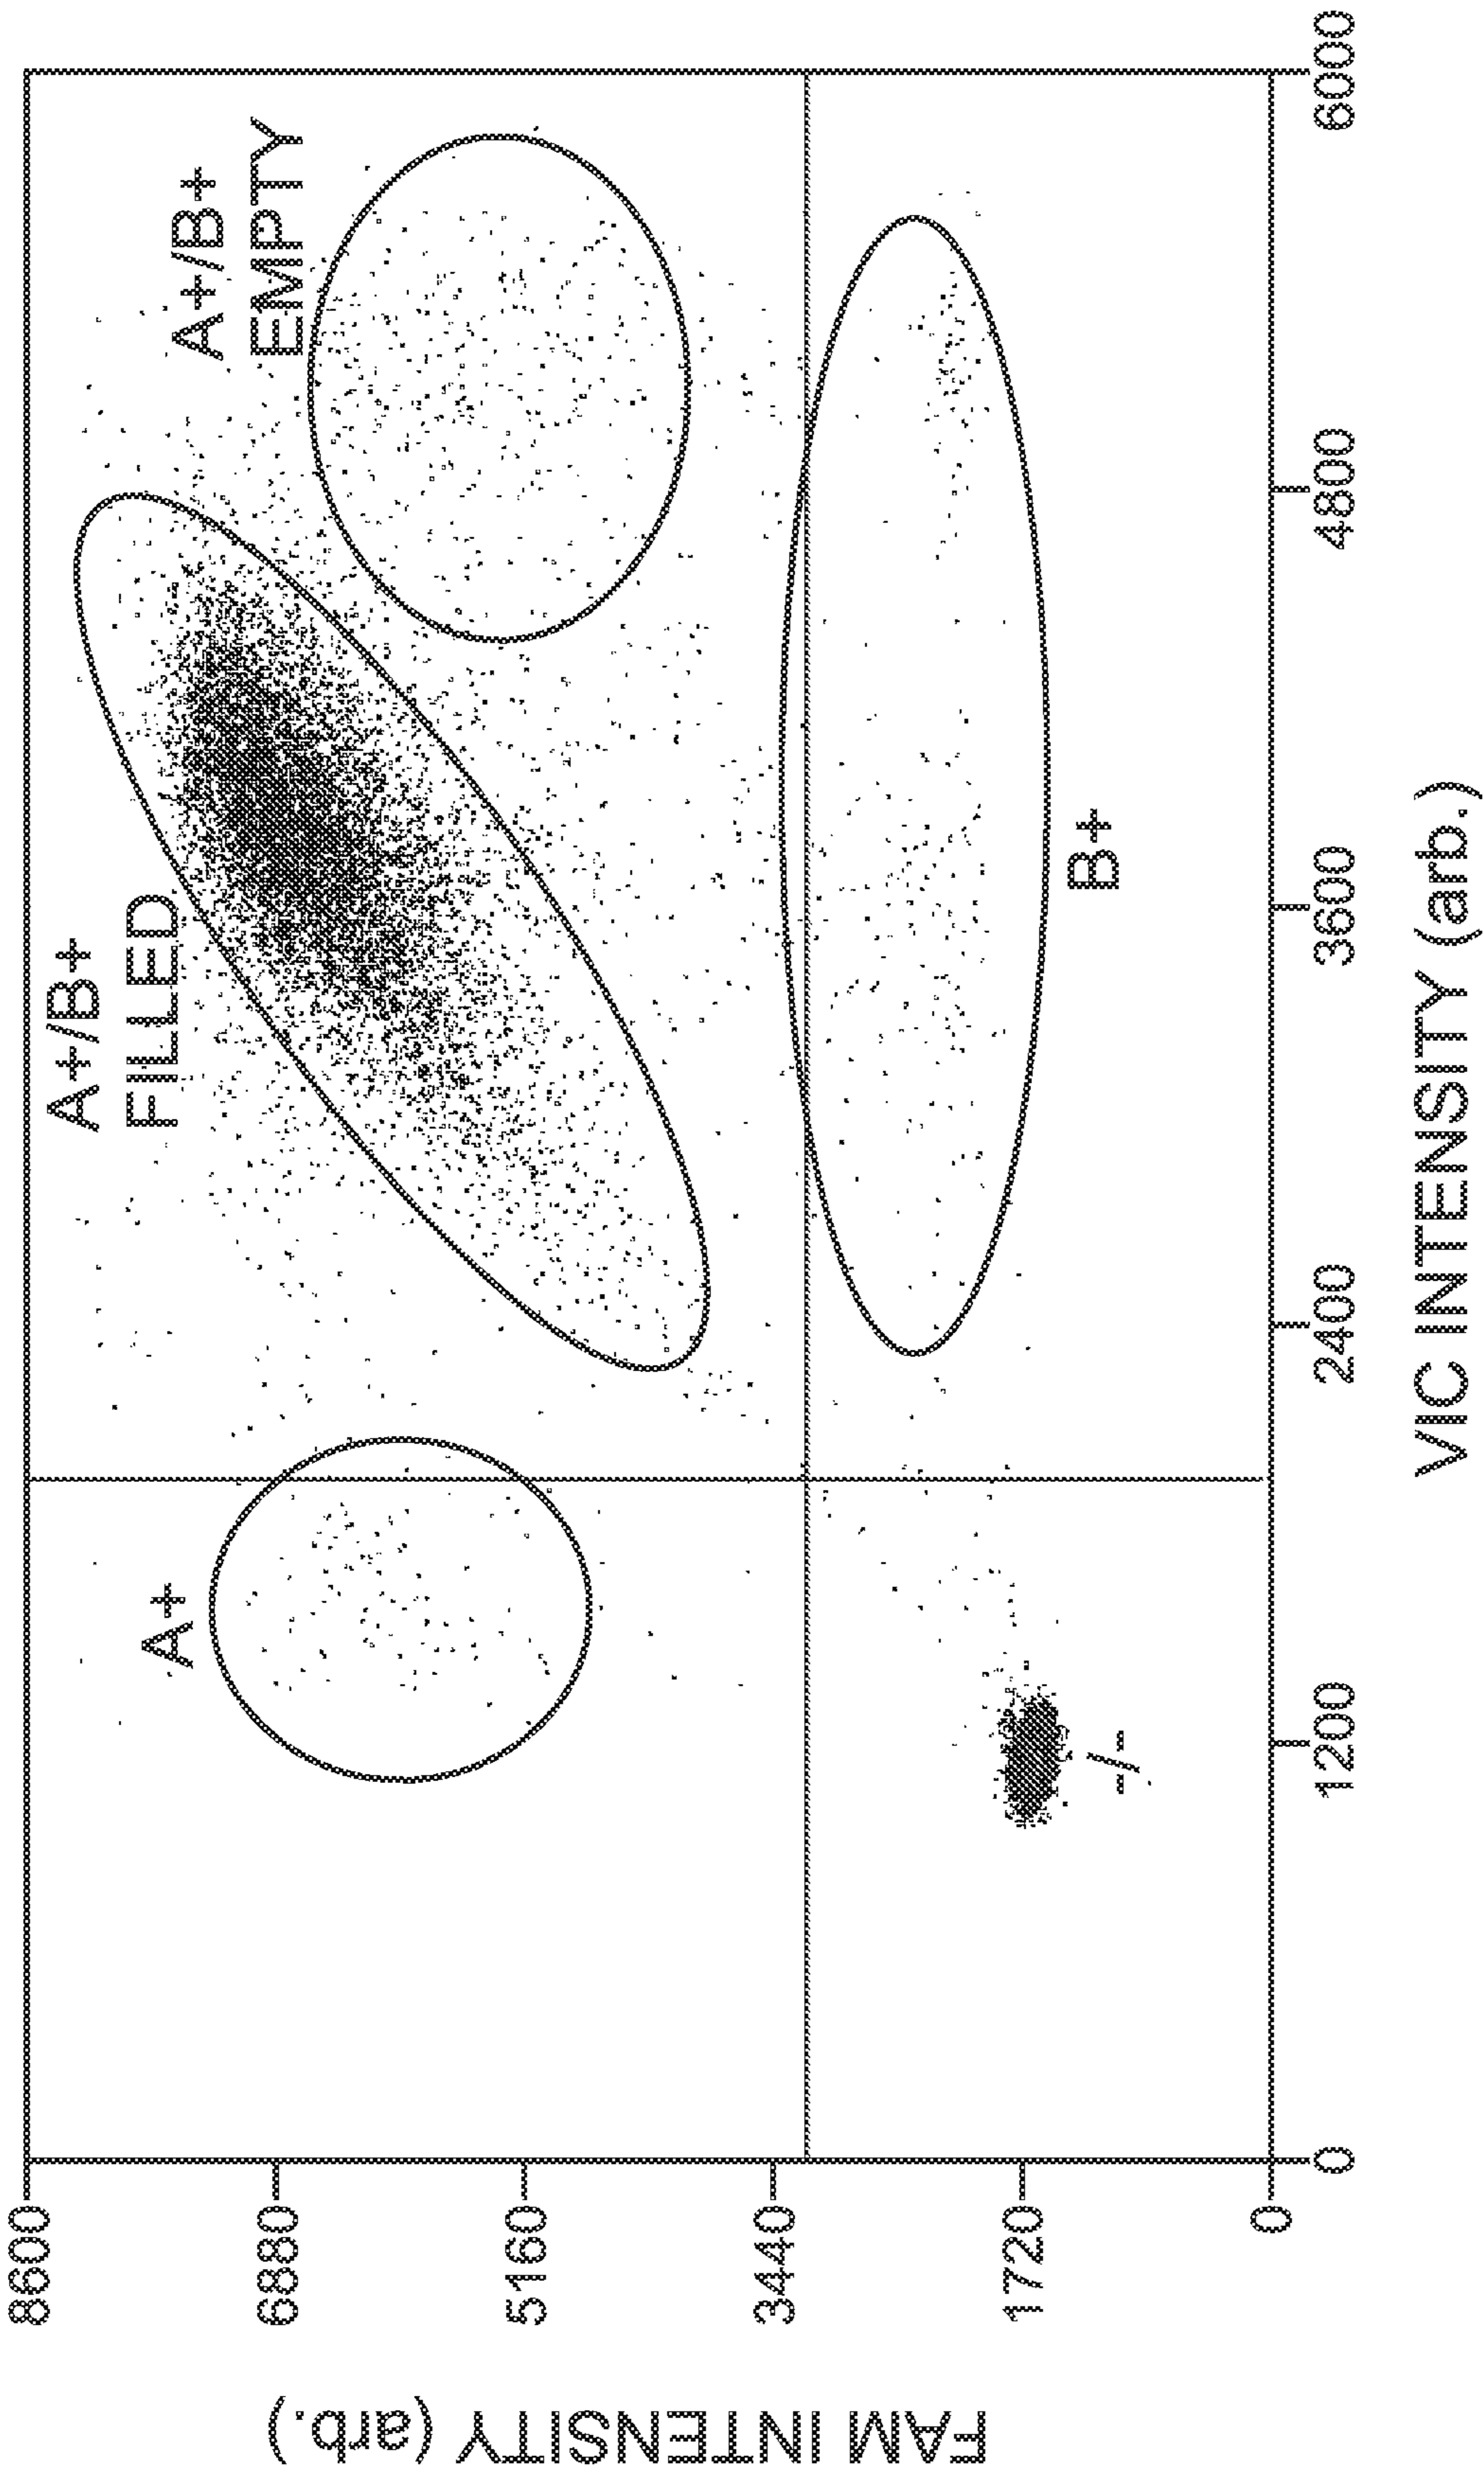 A+/B+
FILLED
A+/B+
EMPTY
A+
B+
-/-
FAM INTENSITY (arb.)
8600
6880
5160
3440
1720
0
0
1200
2400
3600
4800
6000
VIC INTENSITY (arb.)